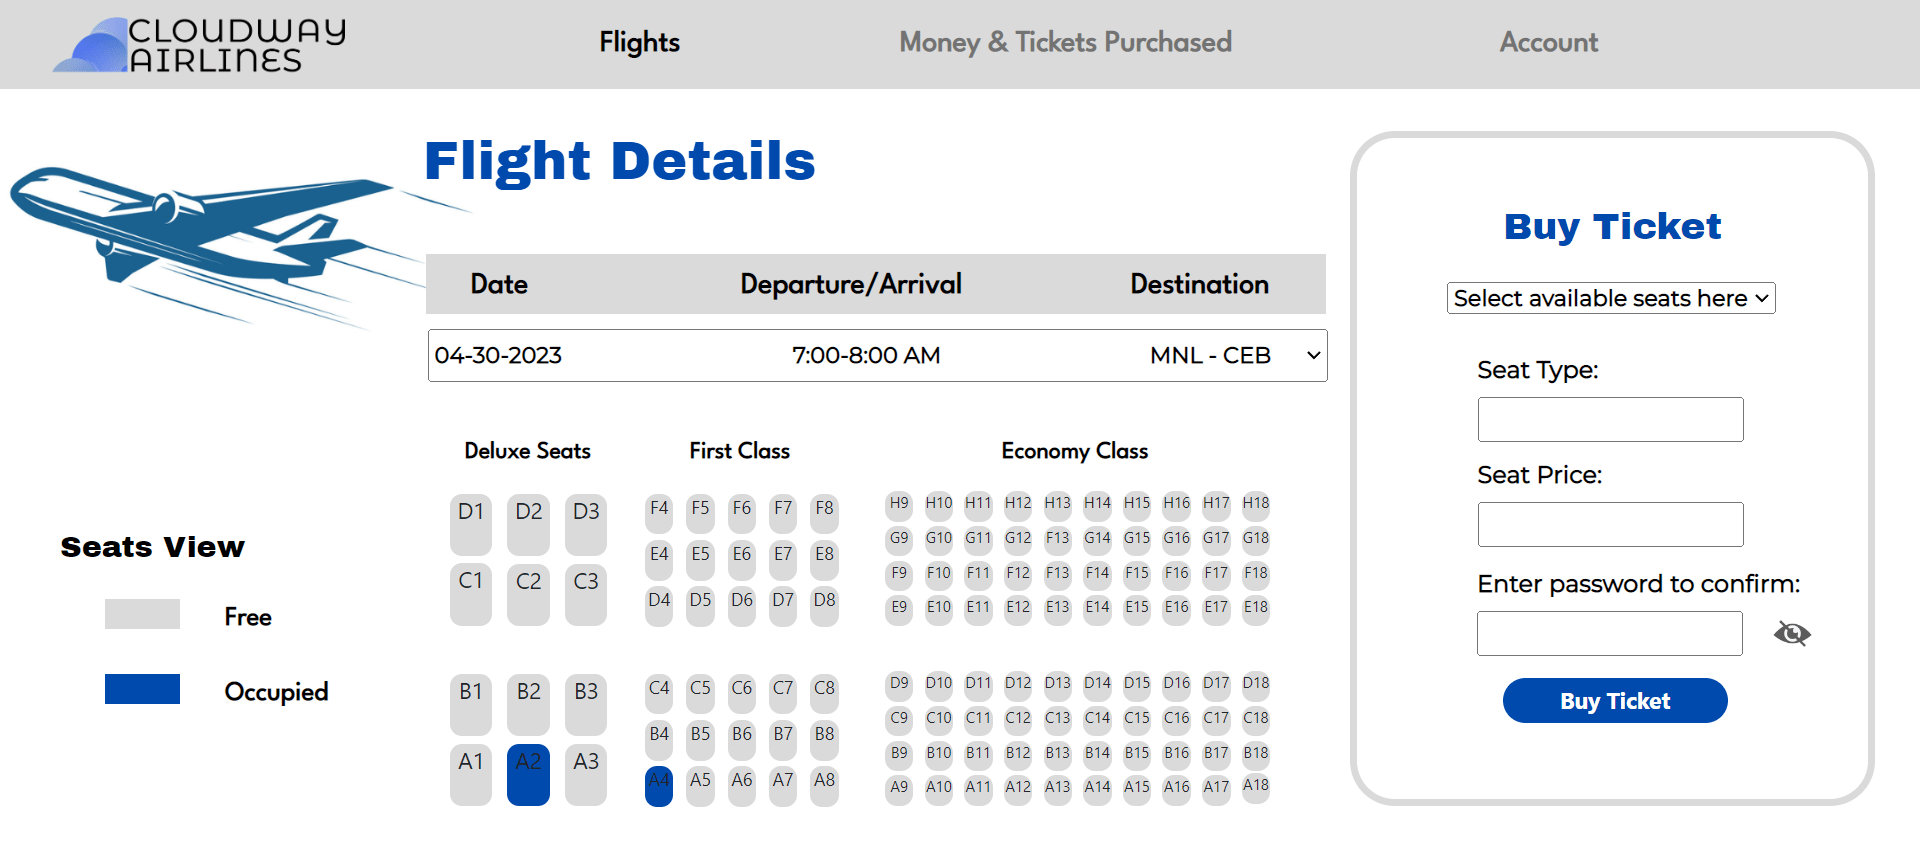 CLOUDWAY
AIRLINES
Flights
Money & Tickets Purchased
Account
Flight Details
Date Departure/Arrival Destination
04-30-2023 7:00-8:00 AM MNL - CEB
Seats View
Free
Occupied
Deluxe Seats
D1 D2 D3
C1 C2 C3
B1 B2 B3
A1 A2 A3
First Class
F4 F5 F6 F7 F8
E4 E5 E6 E7 E8
D4 D5 D6 D7 D8
C4 C5 C6 C7 C8
B4 B5 B6 B7 B8
A4 A5 A6 A7 A8
Economy Class
H9 H10 H11 H12 H13 H14 H15 H16 H17 H18
G9 G10 G11 G12 F13 G14 G15 G16 G17 G18
F9 F10 F11 F12 F13 F14 F15 F16 F17 F18
E9 E10 E11 E12 E13 E14 E15 E16 E17 E18
D9 D10 D11 D12 D13 D14 D15 D16 D17 D18
C9 C10 C11 C12 C13 C14 C15 C16 C17 C18
B9 B10 B11 B12 B13 B14 B15 B16 B17 B18
A9 A10 A11 A12 A13 A14 A15 A16 A17 A18
Buy Ticket
Select available seats here
Seat Type:
Seat Price:
Enter password to confirm:
Buy Ticket